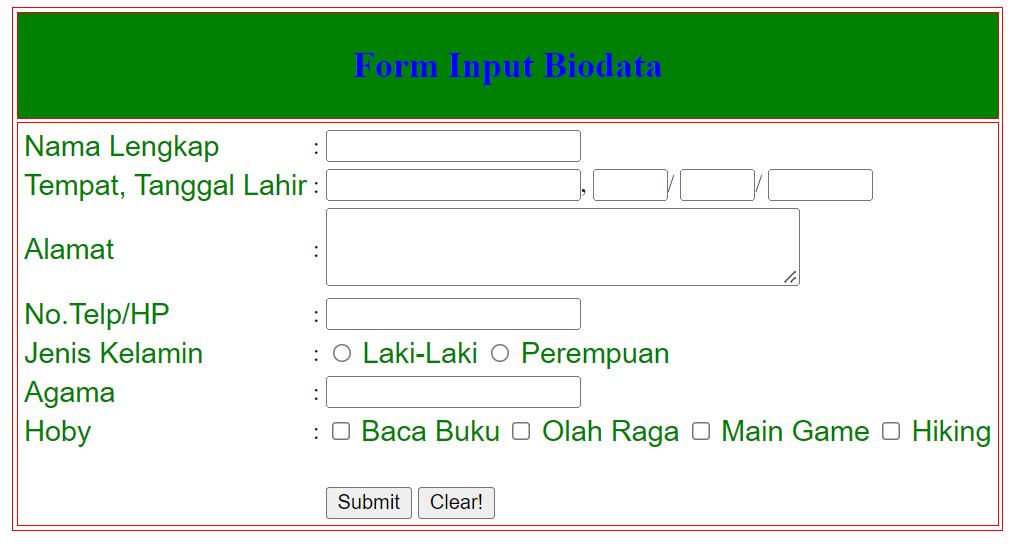 Form Input Biodata
Nama Lengkap :
Tempat, Tanggal Lahir : , / /
Alamat :
No.Telp/HP :
Jenis Kelamin : Laki-Laki Perempuan
Agama :
Hoby : Baca Buku Olah Raga Main Game Hiking
Submit Clear!